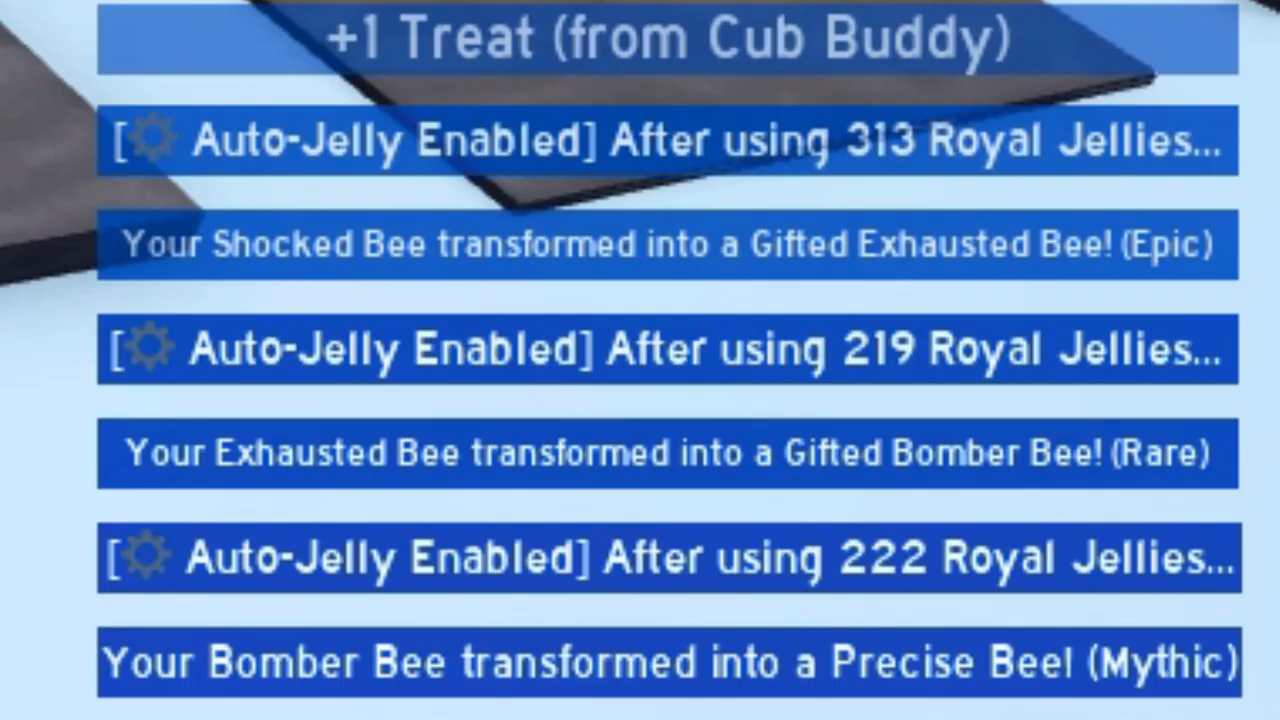 +1 Treat (from Cub Buddy)
[⚙ Auto-Jelly Enabled] After using 313 Royal Jellies...
Your Shocked Bee transformed into a Gifted Exhausted Bee! (Epic)
[⚙ Auto-Jelly Enabled] After using 219 Royal Jellies...
Your Exhausted Bee transformed into a Gifted Bomber Bee! (Rare)
[⚙ Auto-Jelly Enabled] After using 222 Royal Jellies...
Your Bomber Bee transformed into a Precise Bee! (Mythic)